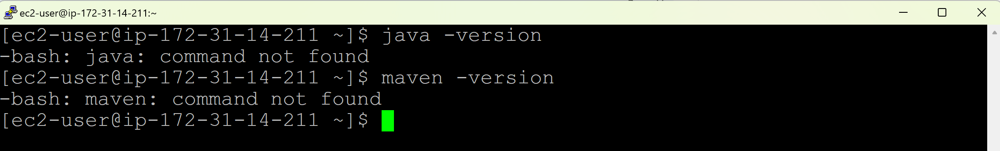 ec2-user@ip-172-31-14-211:~
[ec2-user@ip-172-31-14-211 ~]$ java -version
-bash: java: command not found
[ec2-user@ip-172-31-14-211 ~]$ maven -version
-bash: maven: command not found
[ec2-user@ip-172-31-14-211 ~]$